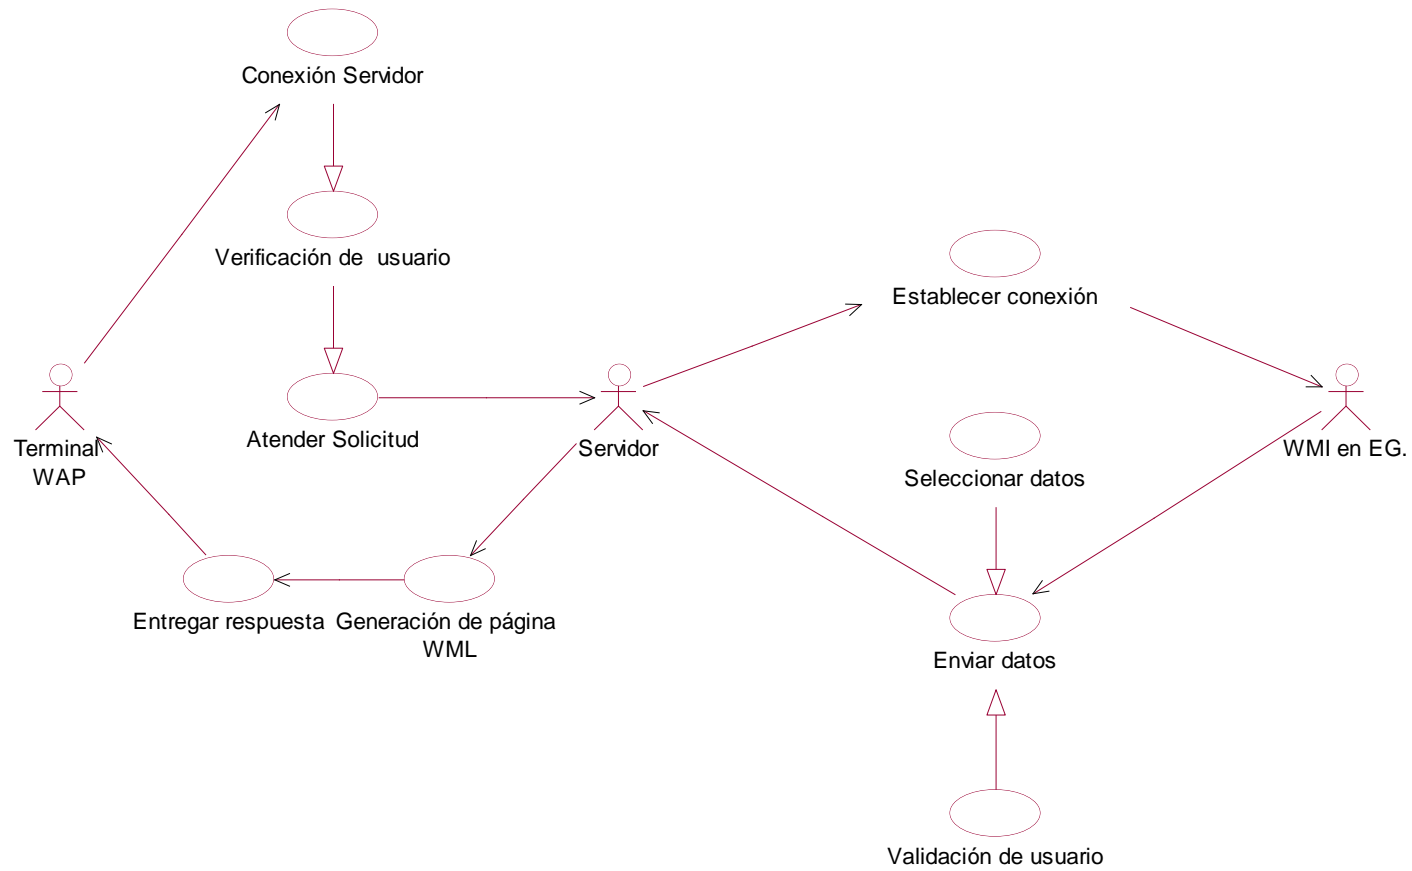 Conexión Servidor
Verificación de usuario
Establecer conexión
Atender Solicitud
Terminal
WAP
Servidor
WMI en EG.
Seleccionar datos
Entregar respuesta
Generación de página
WML
Enviar datos
Validación de usuario